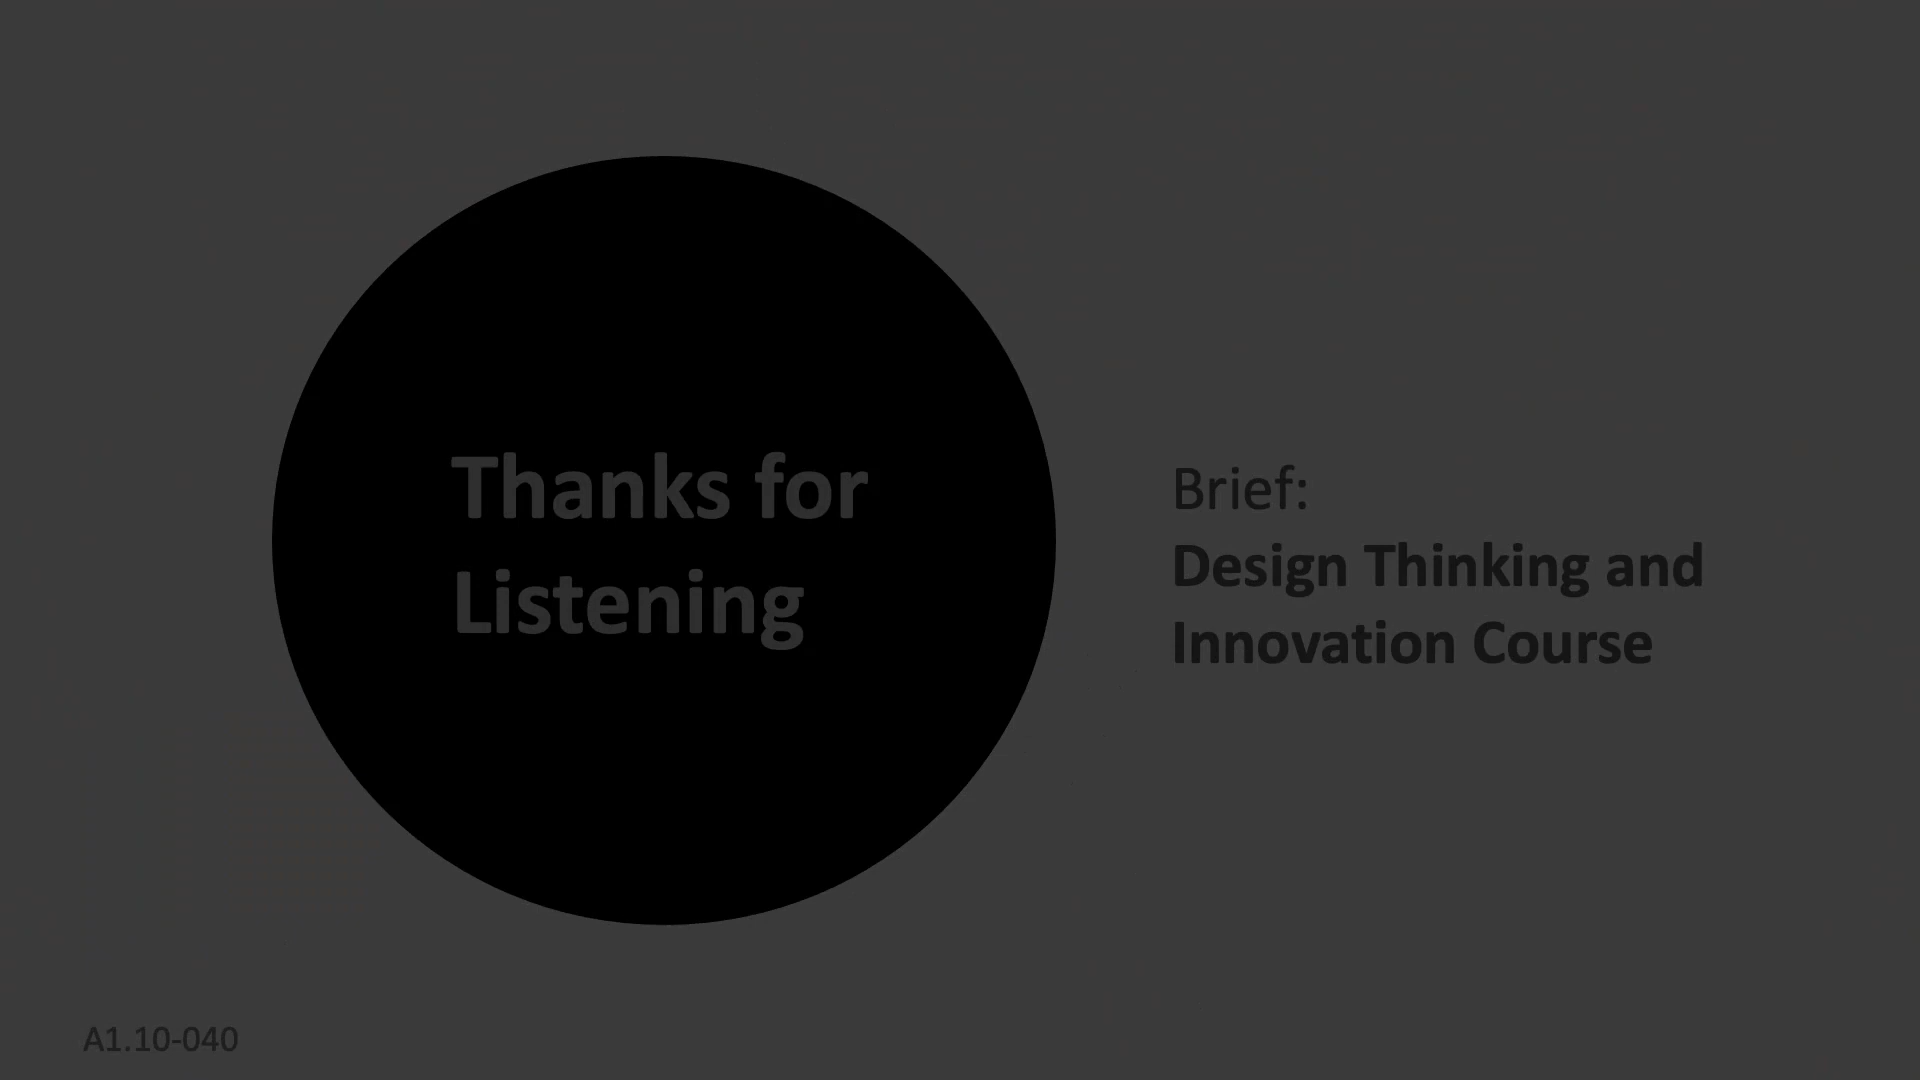 Thanks for
Listening
Brief:
Design Thinking and
Innovation Course
A1.10-040